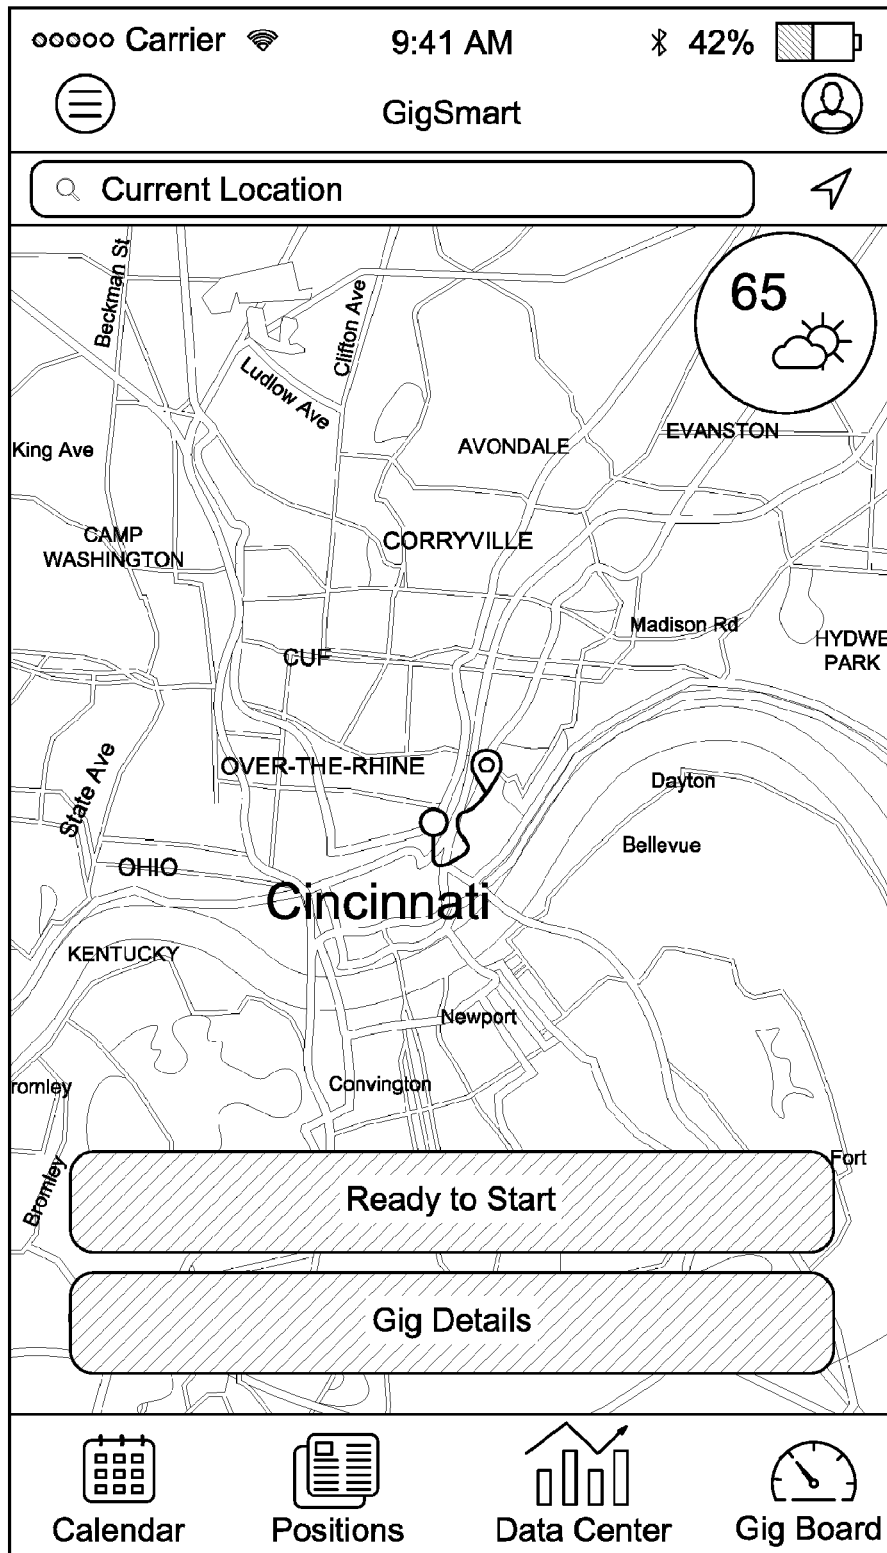 Carrier 9:41 AM 42%
GigSmart
Current Location
65
Beckman St
Clifton Ave
Ludlow Ave
King Ave
AVONDALE
EVANSTON
CAMP
WASHINGTON
CORRYVILLE
Madison Rd
HYDWE
PARK
CUF
OVER-THE-RHINE
State Ave
Dayton
Bellevue
OHIO
Cincinnati
KENTUCKY
Newport
romley
Convington
Bromley
Fort
Ready to Start
Gig Details
Calendar Positions Data Center Gig Board